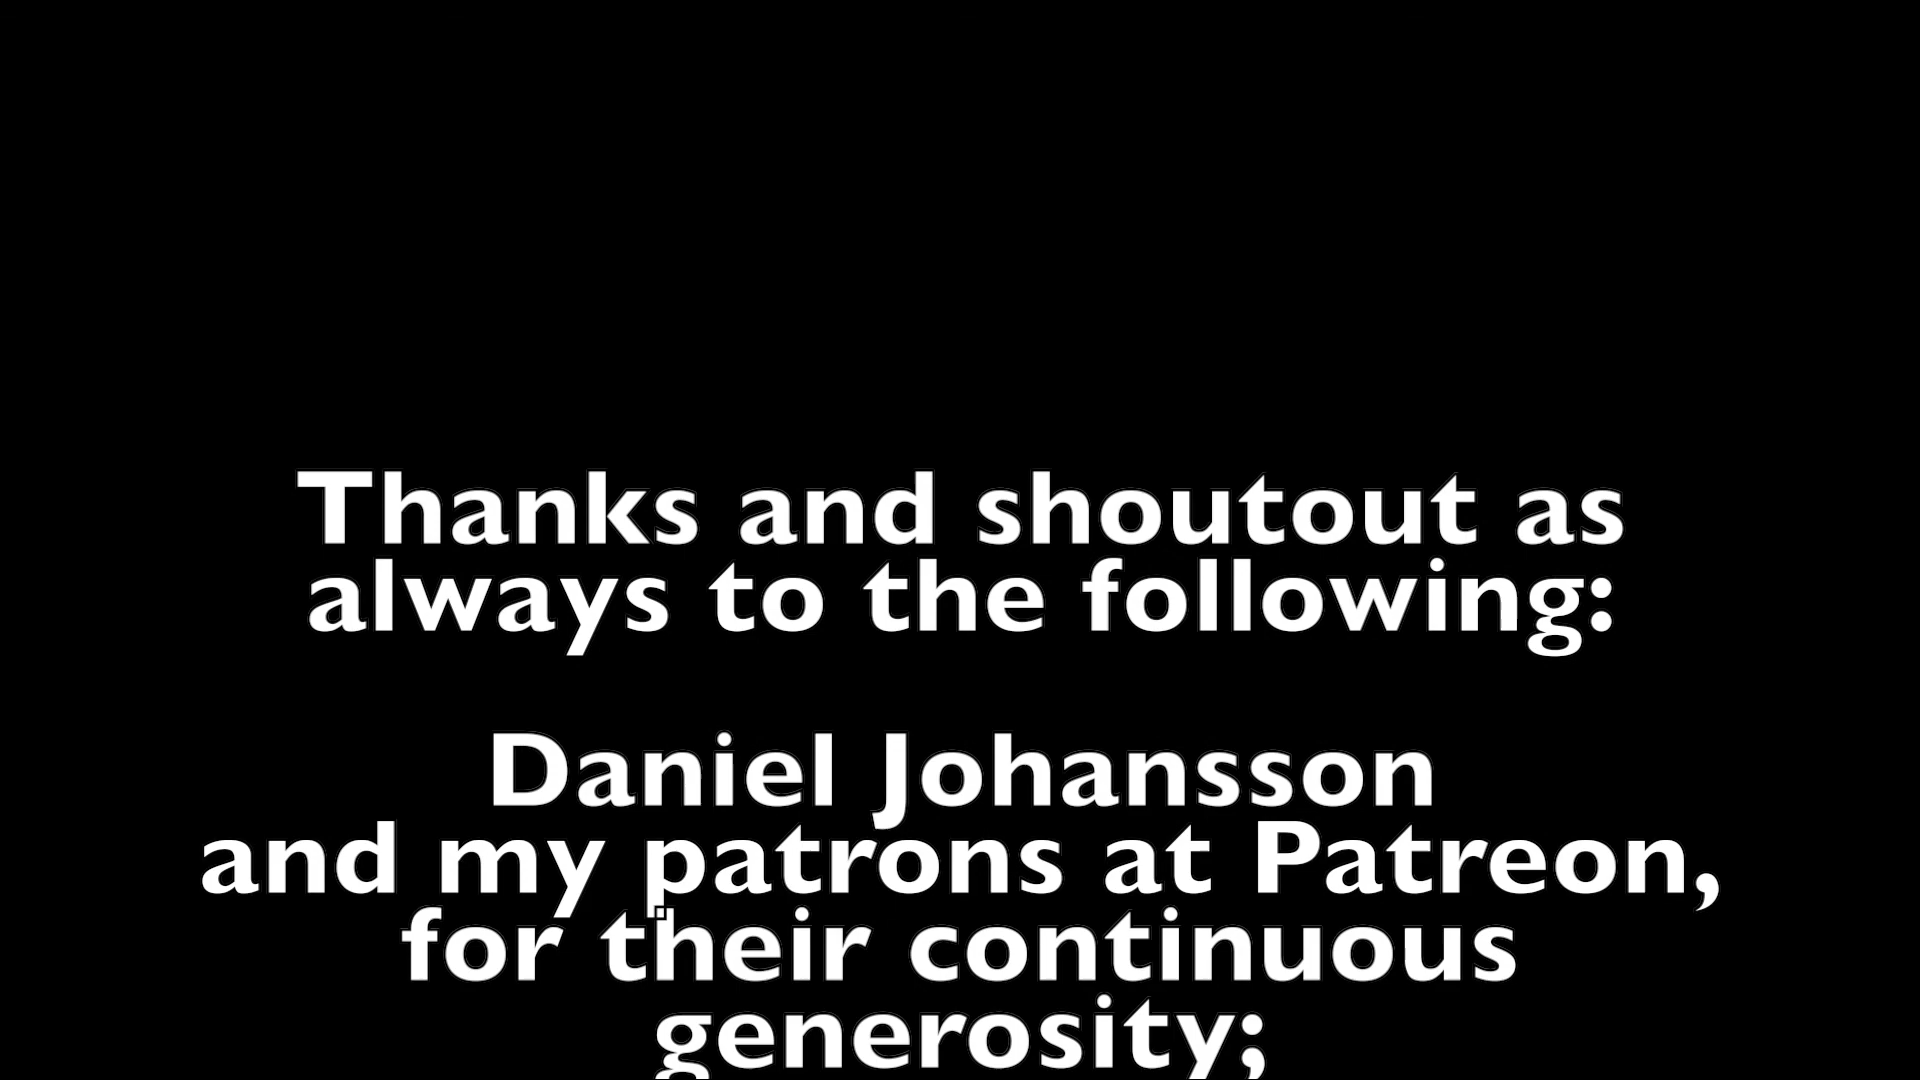 Thanks and shoutout as
always to the following:
Daniel Johansson
and my patrons at Patreon,
for their continuous
generosity;